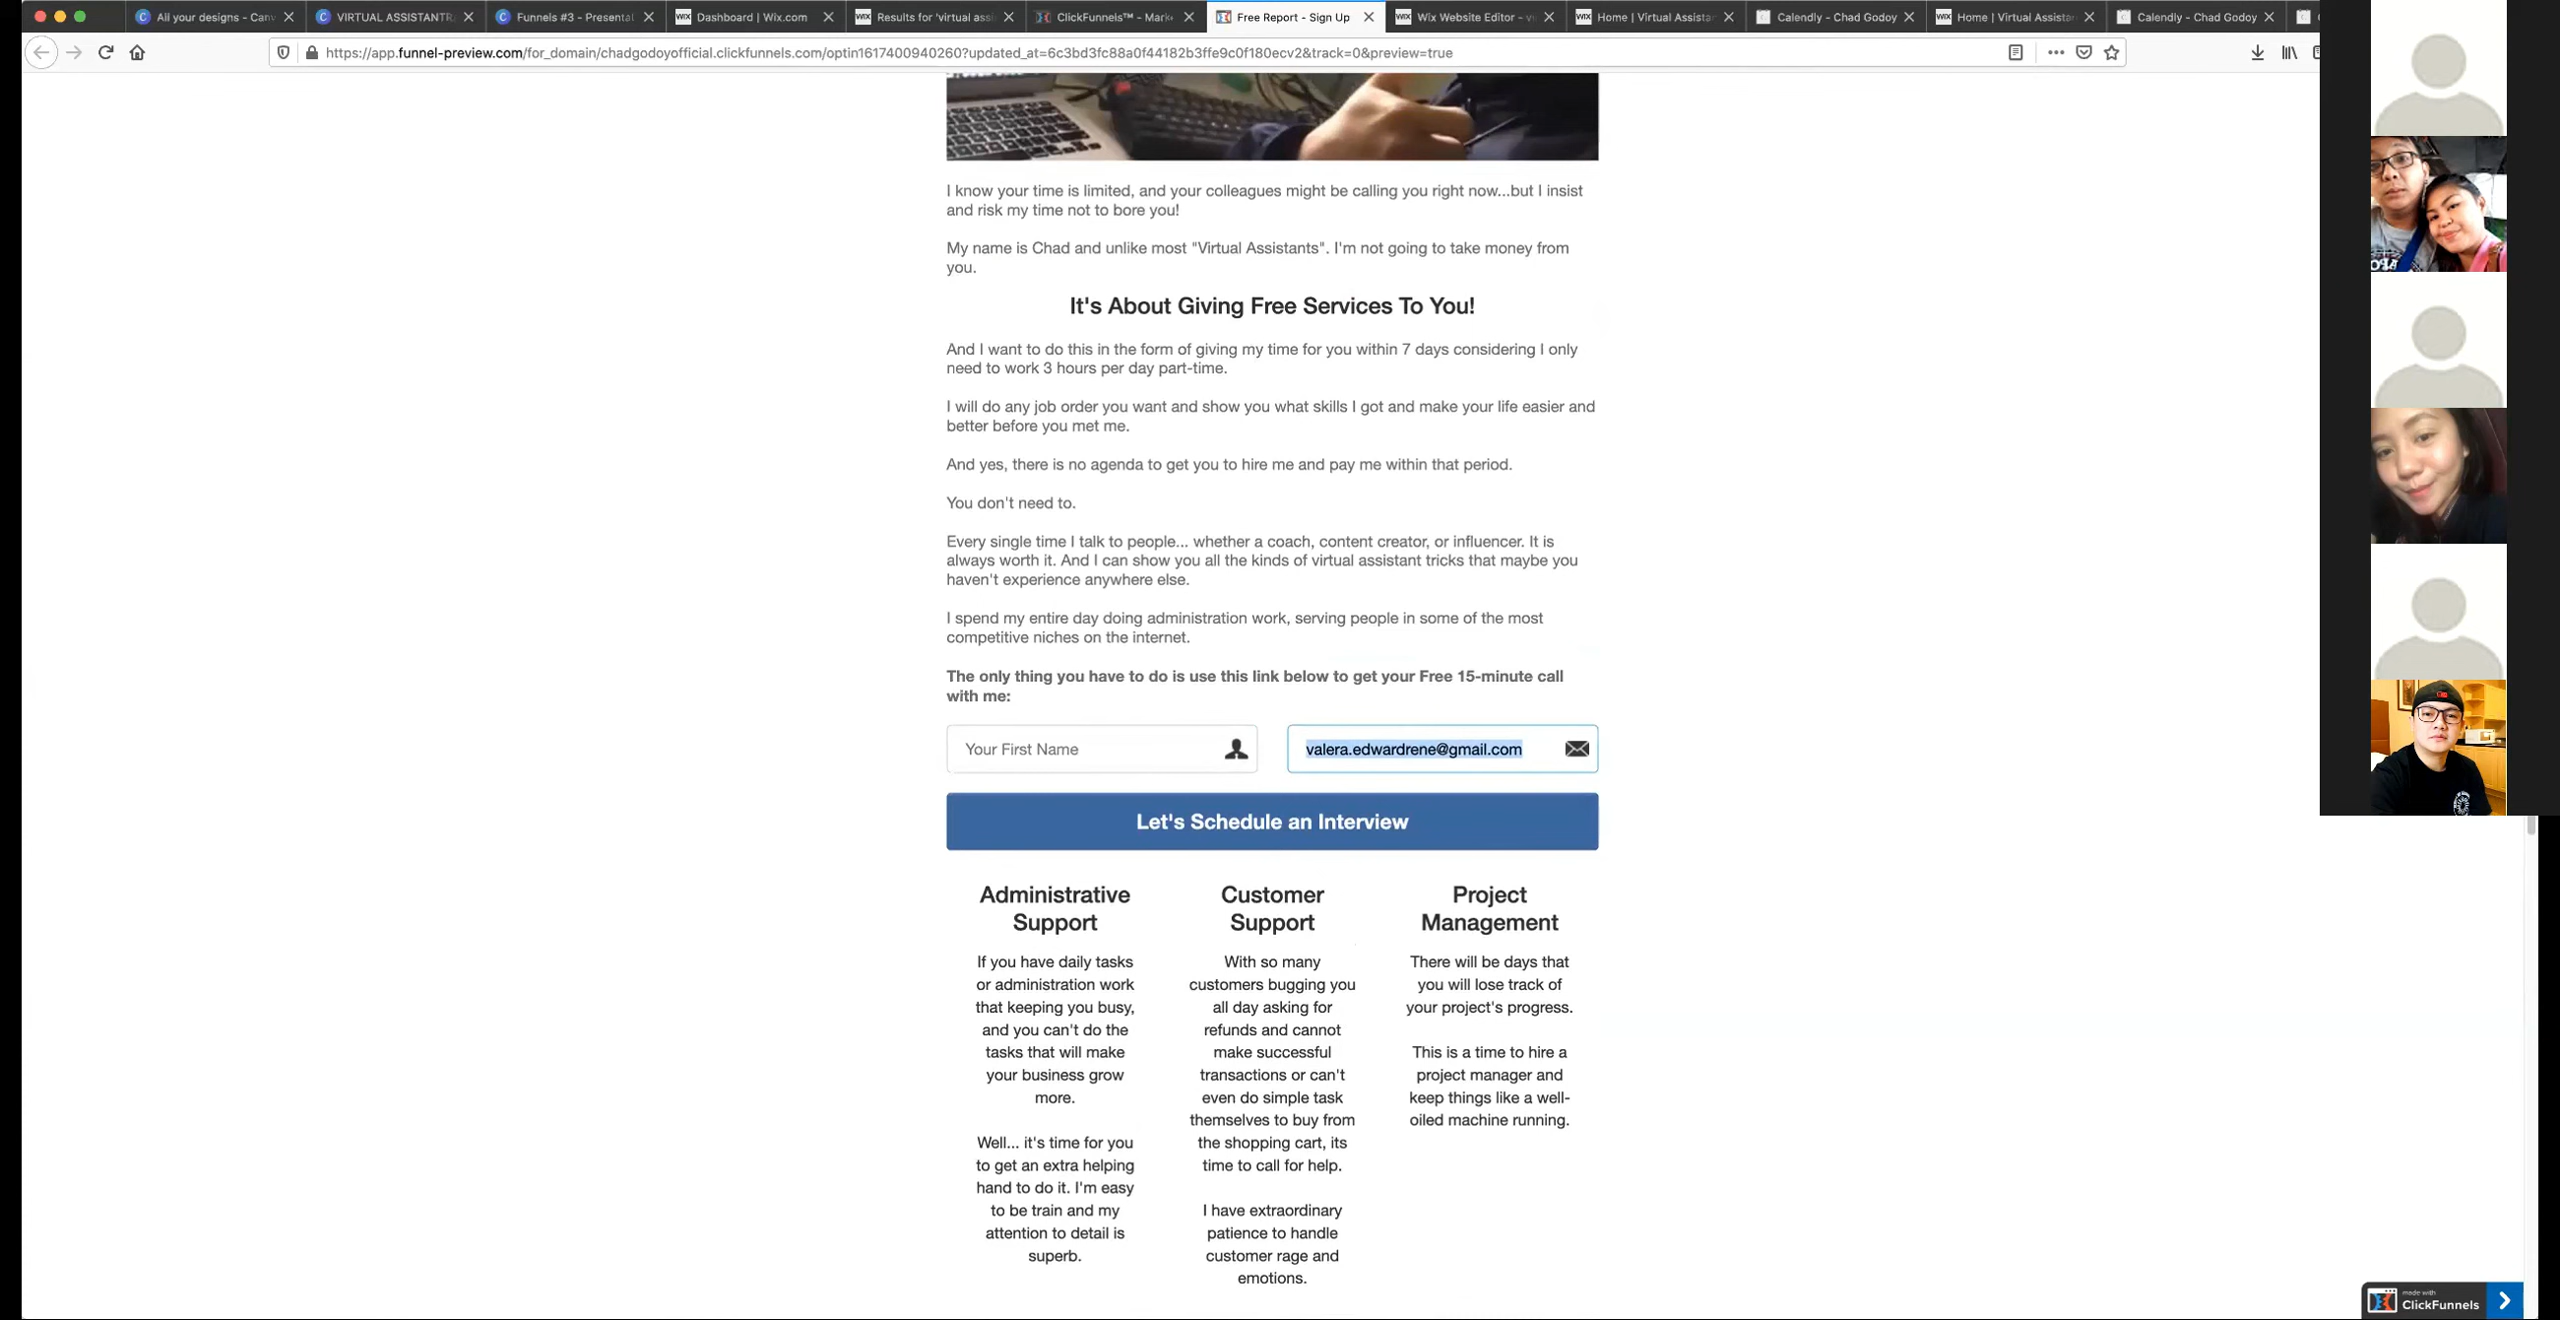 All your designs - Canv
VIRTUAL ASSISTANTR
Funnels #3 - Presental
Dashboard | Wix.com
Results for 'virtual assi
ClickFunnels™ - Mark
Free Report - Sign Up
Wix Website Editor - vi
Home | Virtual Assista
Calendly - Chad Godoy
Home | Virtual Assista
Calendly - Chad Godoy
https://app.funnel-preview.com/for_domain/chadgodoyofficial.clickfunnels.com/optin1617400940260?updated_at=6c3bd3fc88a0f44182b3ffe9c0f180ecv2&track=0&preview=true
I know your time is limited, and your colleagues might be calling you right now...but I insist
and risk my time not to bore you!
My name is Chad and unlike most "Virtual Assistants". I'm not going to take money from
you.
It's About Giving Free Services To You!
And I want to do this in the form of giving my time for you within 7 days considering I only
need to work 3 hours per day part-time.
I will do any job order you want and show you what skills I got and make your life easier and
better before you met me.
And yes, there is no agenda to get you to hire me and pay me within that period.
You don't need to.
Every single time I talk to people... whether a coach, content creator, or influencer. It is
always worth it. And I can show you all the kinds of virtual assistant tricks that maybe you
haven't experience anywhere else.
I spend my entire day doing administration work, serving people in some of the most
competitive niches on the internet.
The only thing you have to do is use this link below to get your Free 15-minute call
with me:
Your First Name
valera.edwardrene@gmail.com
Let's Schedule an Interview
Administrative
Support
If you have daily tasks
or administration work
that keeping you busy,
and you can't do the
tasks that will make
your business grow
more.
Well... it's time for you
to get an extra helping
hand to do it. I'm easy
to be train and my
attention to detail is
superb.
Customer
Support
With so many
customers bugging you
all day asking for
refunds and cannot
make successful
transactions or can't
even do simple task
themselves to buy from
the shopping cart, its
time to call for help.
I have extraordinary
patience to handle
customer rage and
emotions.
Project
Management
There will be days that
you will lose track of
your project's progress.
This is a time to hire a
project manager and
keep things like a well-
oiled machine running.
made with
ClickFunnels